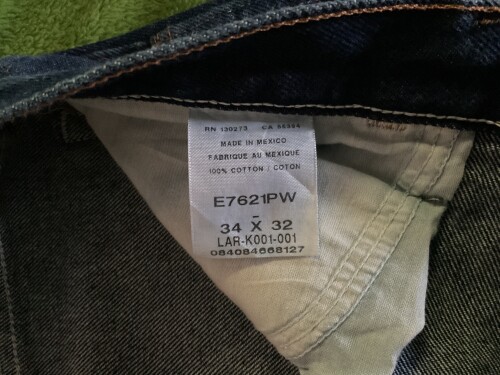 RN 130273 CA 55554
MADE IN MEXICO
FABRIQUE AU MEXIQUE
100% COTTON / COTON
E7621PW
-
34 X 32
LAR-K001-001
084084668127